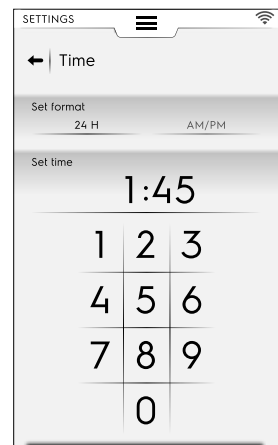 SETTINGS
Time
Set format
24 H AM/PM
Set time
1:45
1 2 3
4 5 6
7 8 9
0